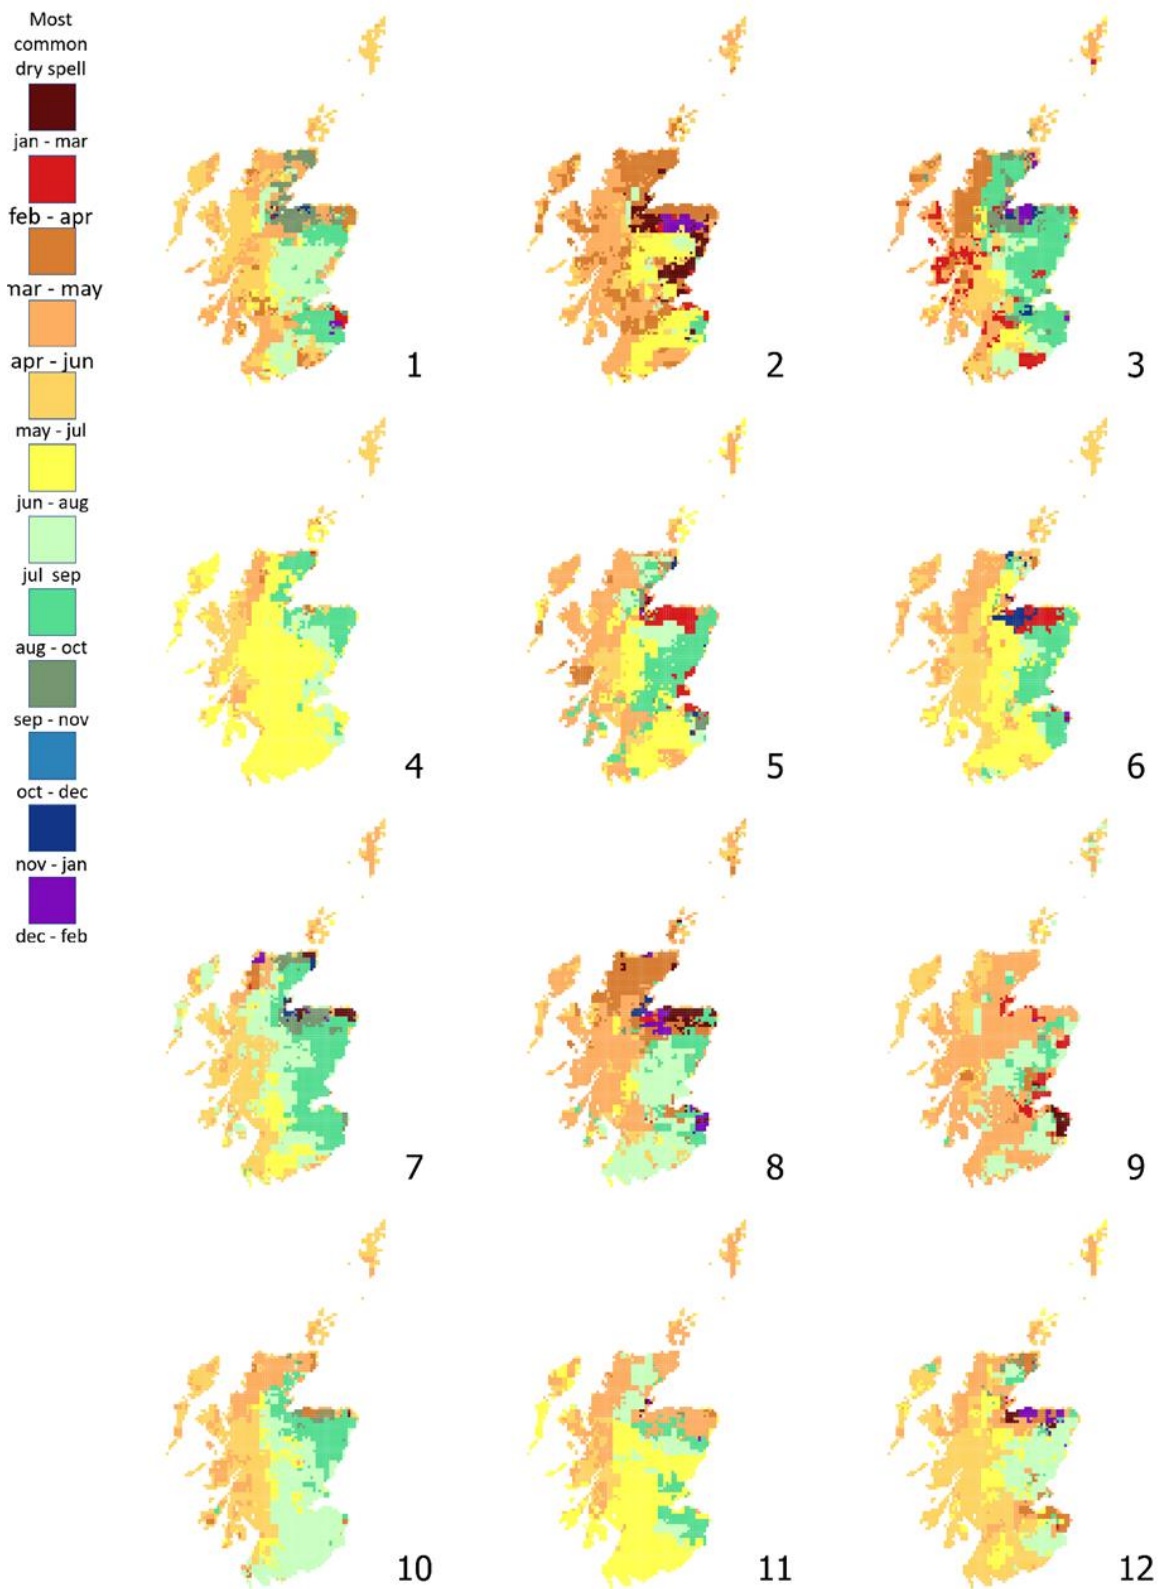 Most
common
dry spell
jan - mar
feb - apr
mar - may
apr - jun
may - jul
jun - aug
jul sep
aug - oct
sep - nov
oct - dec
nov - jan
dec - feb
1
2
3
4
5
6
7
8
9
10
11
12